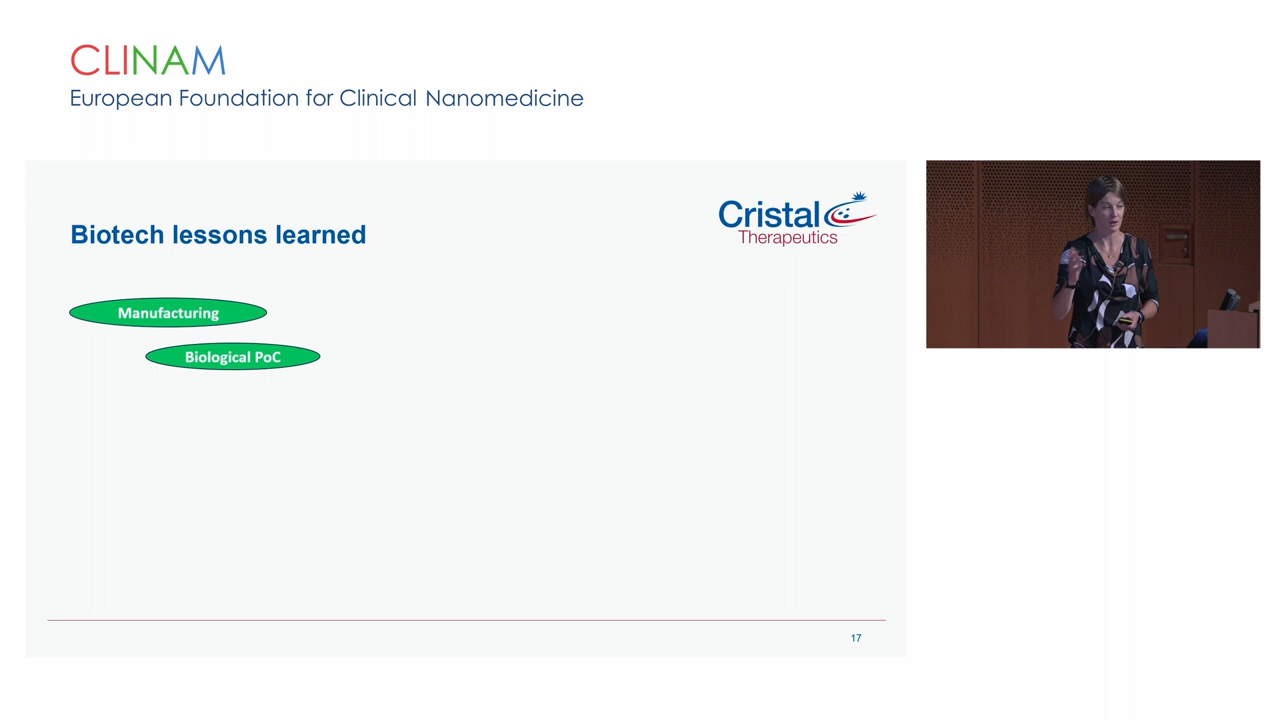 CLINAM
European Foundation for Clinical Nanomedicine
Cristal
Therapeutics
Biotech lessons learned
Manufacturing
Biological PoC
17